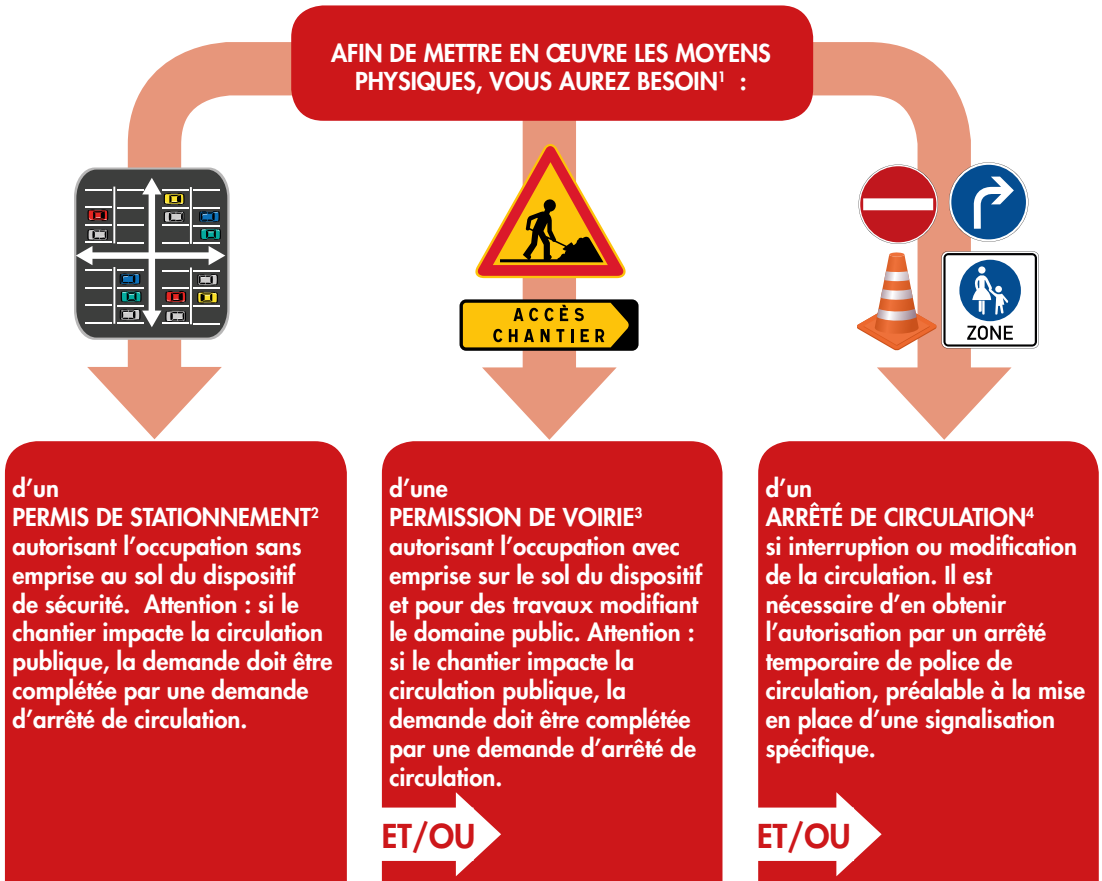 AFIN DE METTRE EN ŒUVRE LES MOYENS
PHYSIQUES, VOUS AUREZ BESOIN¹ :
ACCÈS
CHANTIER
ZONE
d’un
PERMIS DE STATIONNEMENT²
autorisant l’occupation sans
emprise au sol du dispositif
de sécurité. Attention : si le
chantier impacte la circulation
publique, la demande doit être
complétée par une demande
d’arrêté de circulation.
d’une
PERMISSION DE VOIRIE³
autorisant l’occupation avec
emprise sur le sol du dispositif
et pour des travaux modifiant
le domaine public. Attention :
si le chantier impacte la
circulation publique, la
demande doit être complétée
par une demande d’arrêté de
circulation.
ET/OU
d’un
ARRÊTÉ DE CIRCULATION⁴
si interruption ou modification
de la circulation. Il est
nécessaire d’en obtenir
l’autorisation par un arrêté
temporaire de police de
circulation, préalable à la mise
en place d’une signalisation
spécifique.
ET/OU